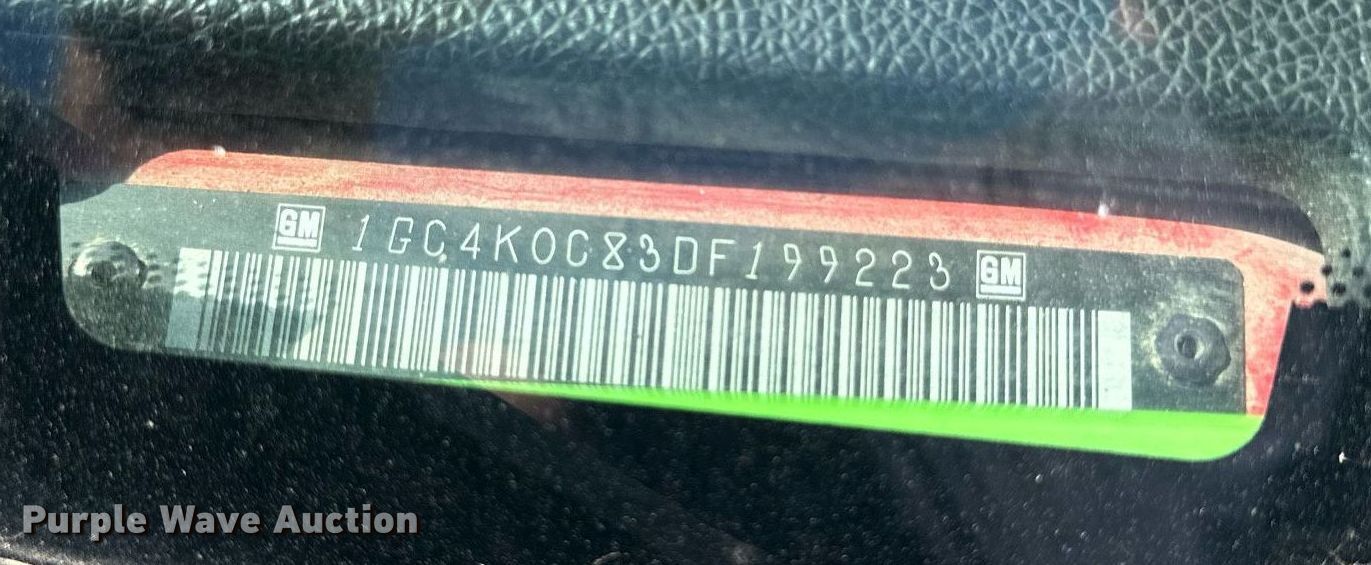 GM 1GC4K0C83DF199223 GM
Purple Wave Auction